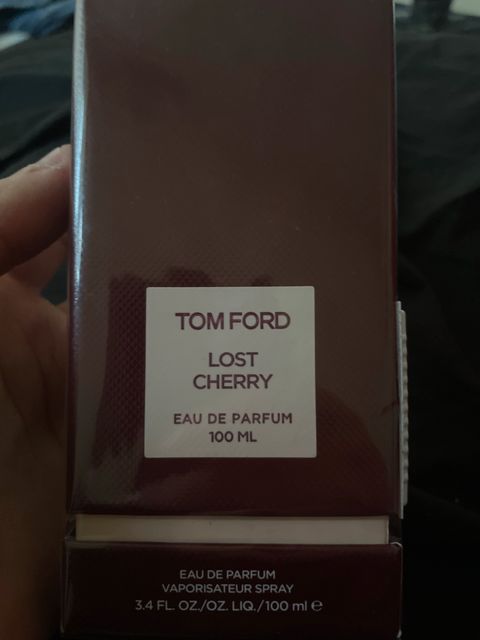 TOM FORD
LOST
CHERRY
EAU DE PARFUM
100 ML
EAU DE PARFUM
VAPORISATEUR SPRAY
3.4 FL. OZ./OZ. LIQ./100 ml ℮